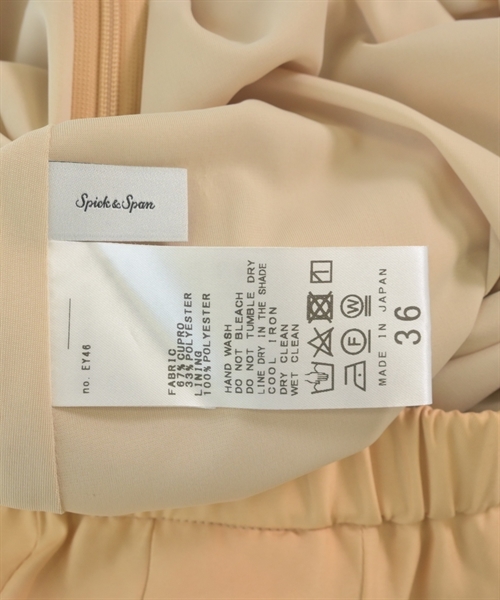 Spick & Span
no. EY46
FABRIC
67% CUPRO
33% POLYESTER
LINING
100% POLYESTER
HAND WASH
DO NOT BLEACH
DO NOT TUMBLE DRY
LINE DRY IN THE SHADE
COOL IRON
DRY CLEAN
WET CLEAN
F
W
MADE IN JAPAN
36